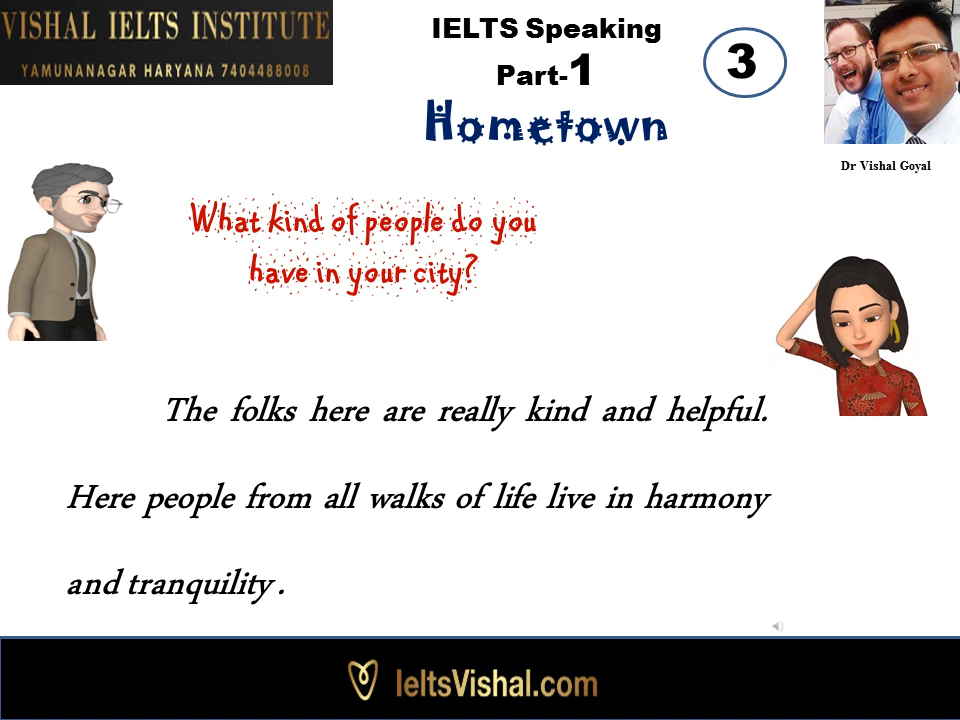 VISHAL IELTS INSTITUTE
YAMUNANAGAR HARYANA 7404488008
IELTS Speaking
Part-1
Hometown
3
Dr Vishal Goyal
What kind of people do you
have in your city?
The folks here are really kind and helpful.
Here people from all walks of life live in harmony
and tranquility .
IeltsVishal.com